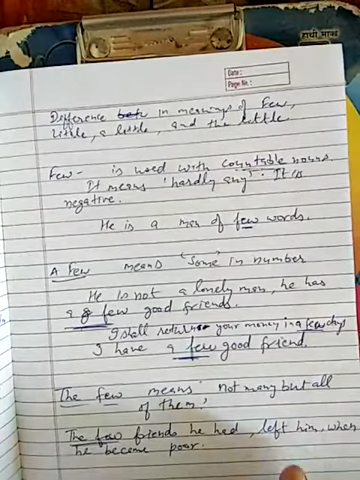 हाथी मार्क
Date :
Page No. :
Difference in meanings of Few,
little, a little, and the little
Few - is used with countable nouns.
It means 'hardly any': It is
negative.
He is a man of few words.
A Few means 'Some' in number
He is not a lonely man, he has
a few good friends.
I shall return your money in a few days
I have a few good friend.
The few means 'not many but all
of them'
The few friends he had, left him, when
he became poor.